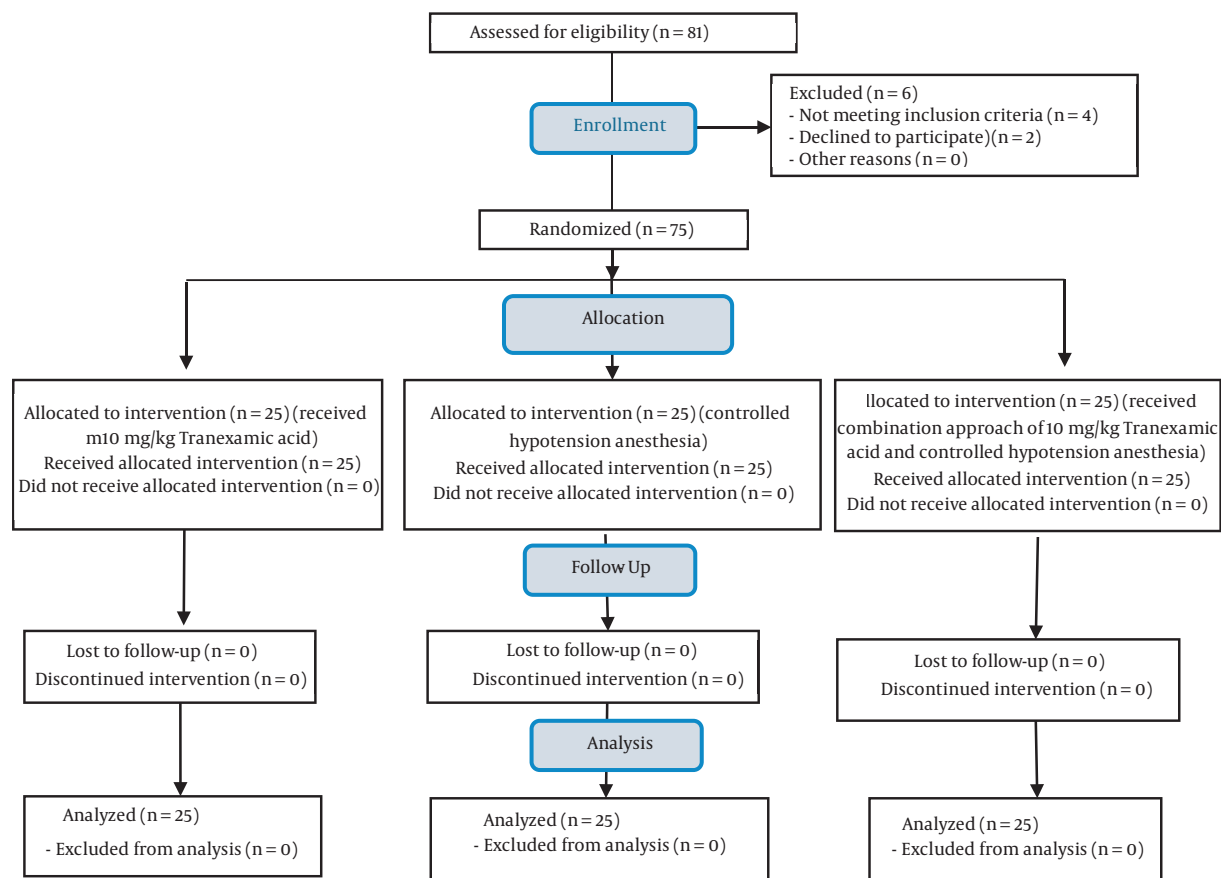 Assessed for eligibility (n = 81)
Enrollment
Excluded (n = 6)
- Not meeting inclusion criteria (n = 4)
- Declined to participate)(n = 2)
- Other reasons (n = 0)
Randomized (n = 75)
Allocation
Allocated to intervention (n = 25) (received
m10 mg/kg Tranexamic acid)
Received allocated intervention (n = 25)
Did not receive allocated intervention (n = 0)
Allocated to intervention (n = 25) (controlled
hypotension anesthesia)
Received allocated intervention (n = 25)
Did not receive allocated intervention (n = 0)
llocated to intervention (n = 25) (received
combination approach of 10 mg/kg Tranexamic
acid and controlled hypotension anesthesia)
Received allocated intervention (n = 25)
Did not receive allocated intervention (n = 0)
Follow Up
Lost to follow-up (n = 0)
Discontinued intervention (n = 0)
Lost to follow-up (n = 0)
Discontinued intervention (n = 0)
Lost to follow-up (n = 0)
Discontinued intervention (n = 0)
Analysis
Analyzed (n = 25)
- Excluded from analysis (n = 0)
Analyzed (n = 25)
- Excluded from analysis (n = 0)
Analyzed (n = 25)
- Excluded from analysis (n = 0)